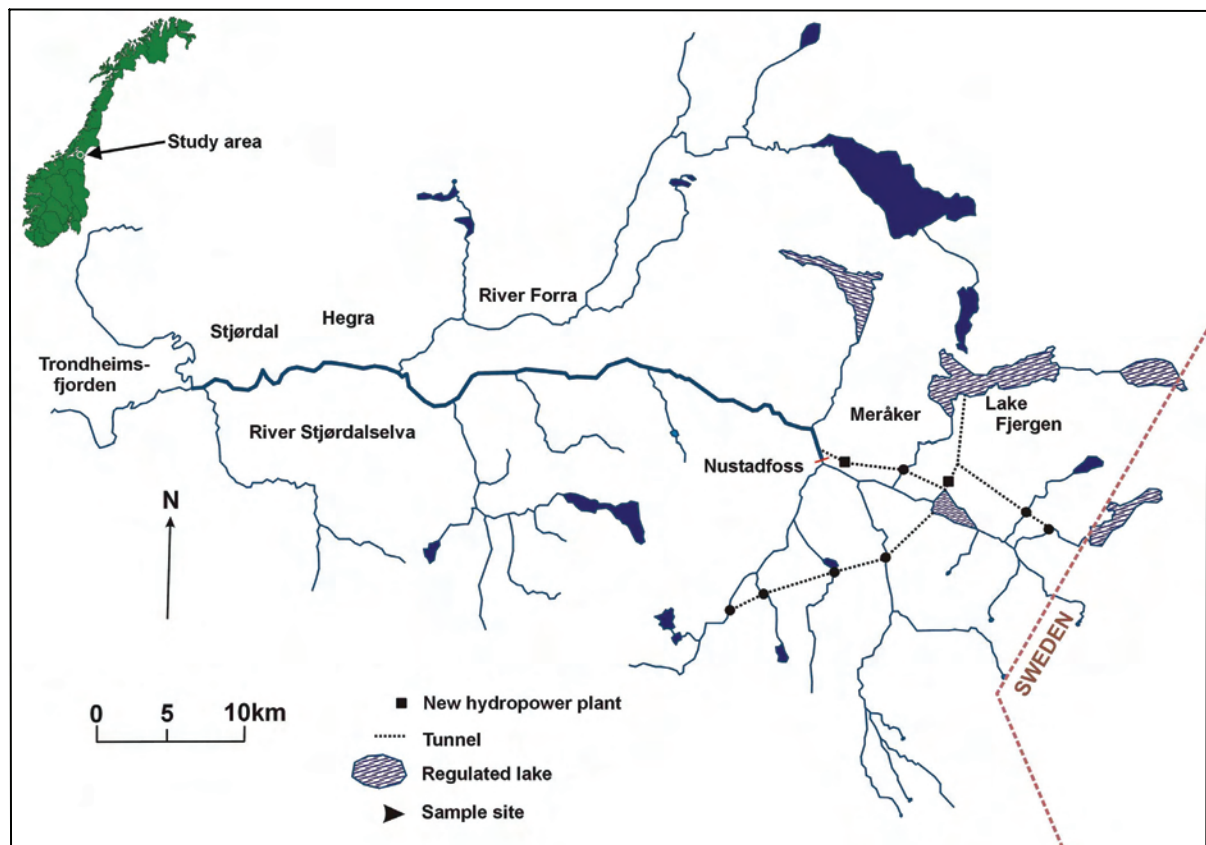 Study area
River Forra
Hegra
Stjørdal
Trondheims-
fjorden
River Stjørdalselva
Meråker
Lake
Fjergen
Nustadfoss
N
SWEDEN
0 5 10km
New hydropower plant
Tunnel
Regulated lake
Sample site